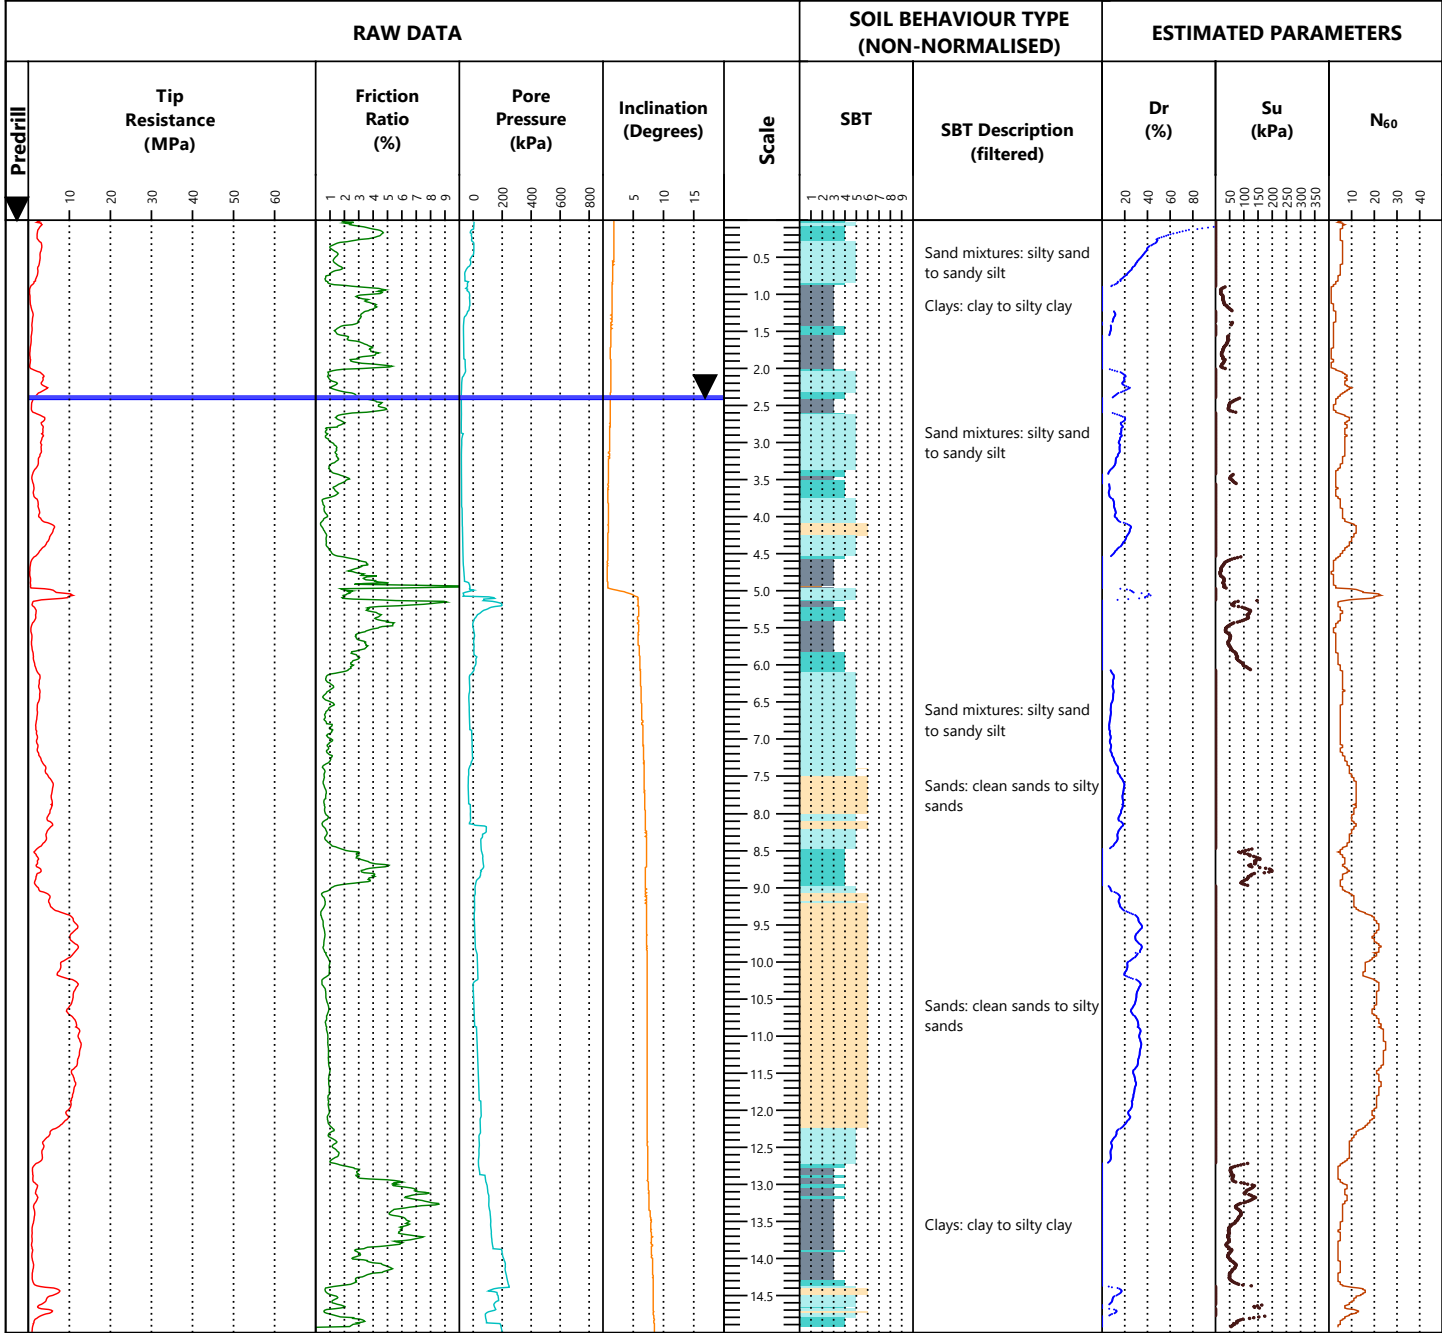 RAW DATA
SOIL BEHAVIOUR TYPE
(NON-NORMALISED)
ESTIMATED PARAMETERS
Predrill
Tip
Resistance
(MPa)
Friction
Ratio
(%)
Pore
Pressure
(kPa)
Inclination
(Degrees)
Scale
SBT
SBT Description
(filtered)
Dr
(%)
Su
(kPa)
N60
10 20 30 40 50 60
1 2 3 4 5 6 7 8 9
0 200 400 600 800
5 10 15
1 2 3 4 5 6 7 8 9
20 40 60 80
50 100 150 200 250 300 350
10 20 30 40
0.5
Sand mixtures: silty sand
to sandy silt
1.0
Clays: clay to silty clay
1.5
2.0
2.5
Sand mixtures: silty sand
3.0
to sandy silt
3.5
4.0
4.5
5.0
5.5
6.0
6.5
Sand mixtures: silty sand
to sandy silt
7.0
7.5
Sands: clean sands to silty
sands
8.0
8.5
9.0
9.5
10.0
10.5
Sands: clean sands to silty
sands
11.0
11.5
12.0
12.5
13.0
13.5
Clays: clay to silty clay
14.0
14.5